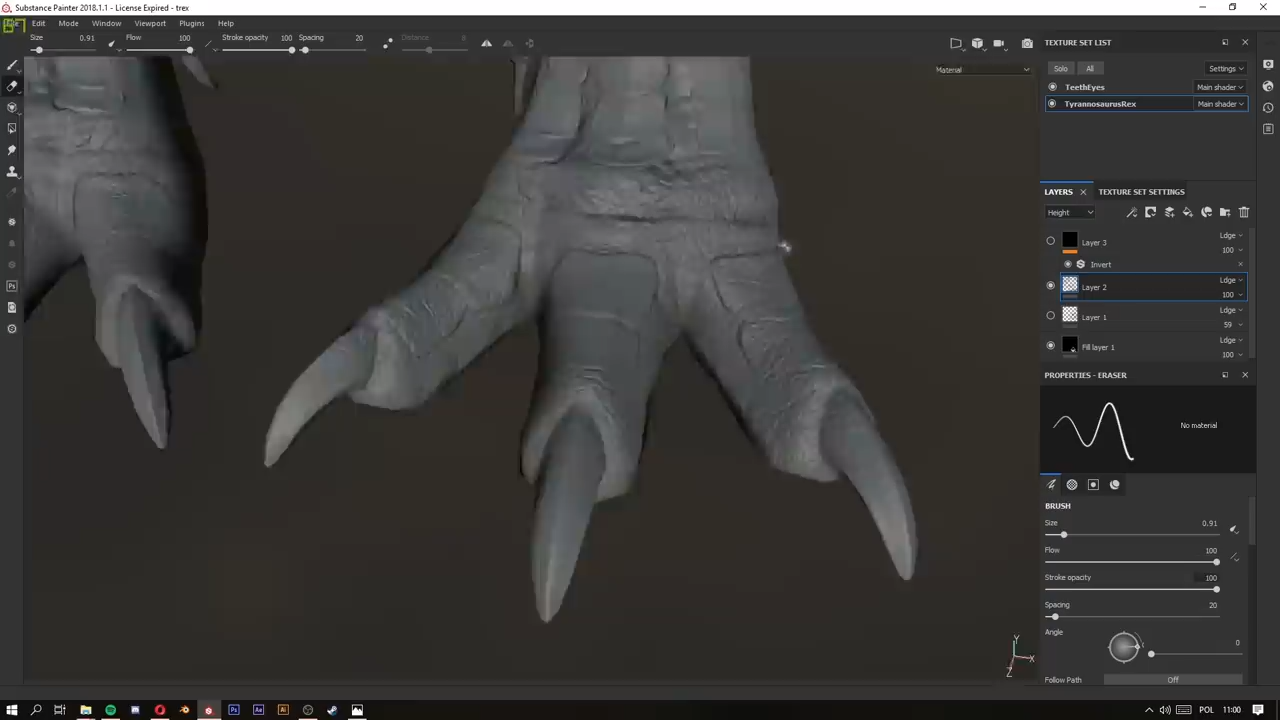 Substance Painter 2018.1.1 - License Expired - trex
Edit Mode Window Viewport Plugins Help
Size 0.91 Flow 100 Stroke opacity 100 Spacing 20 Distance 8
Material
TEXTURE SET LIST
Solo All Settings
TeethEyes Main shader
TyrannosaurusRex Main shader
LAYERS TEXTURE SET SETTINGS
Height
Layer 3 Ldge 100
Invert
Layer 2 Ldge 100
Layer 1 Ldge 59
Fill layer 1 Ldge 100
PROPERTIES - ERASER
No material
BRUSH
Size 0.91
Flow 100
Stroke opacity 100
Spacing 20
Angle 0
Follow Path Off
Y
X
Z
POL 11:00